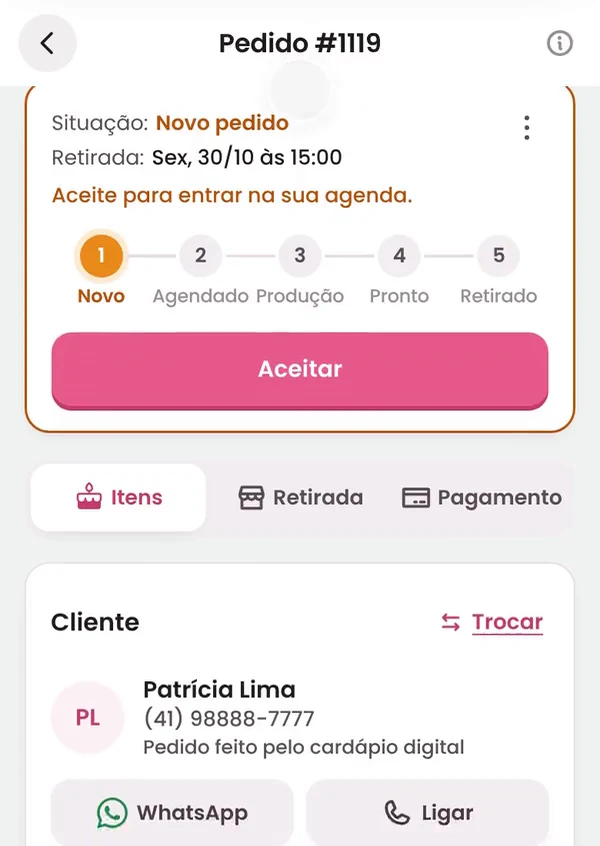 Pedido #1119
Situação: Novo pedido
Retirada: Sex, 30/10 às 15:00
Aceite para entrar na sua agenda.
1 2 3 4 5
Novo Agendado Produção Pronto Retirado
Aceitar
Itens Retirada Pagamento
Cliente Trocar
PL
Patrícia Lima
(41) 98888-7777
Pedido feito pelo cardápio digital
WhatsApp Ligar